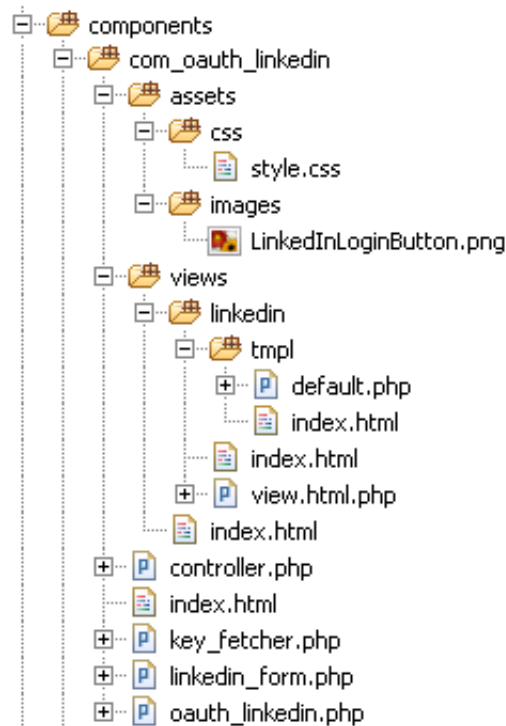 components
com_oauth_linkedin
assets
css
style.css
images
LinkedInLoginButton.png
views
linkedin
tmpl
default.php
index.html
index.html
view.html.php
index.html
controller.php
index.html
key_fetcher.php
linkedin_form.php
oauth_linkedin.php